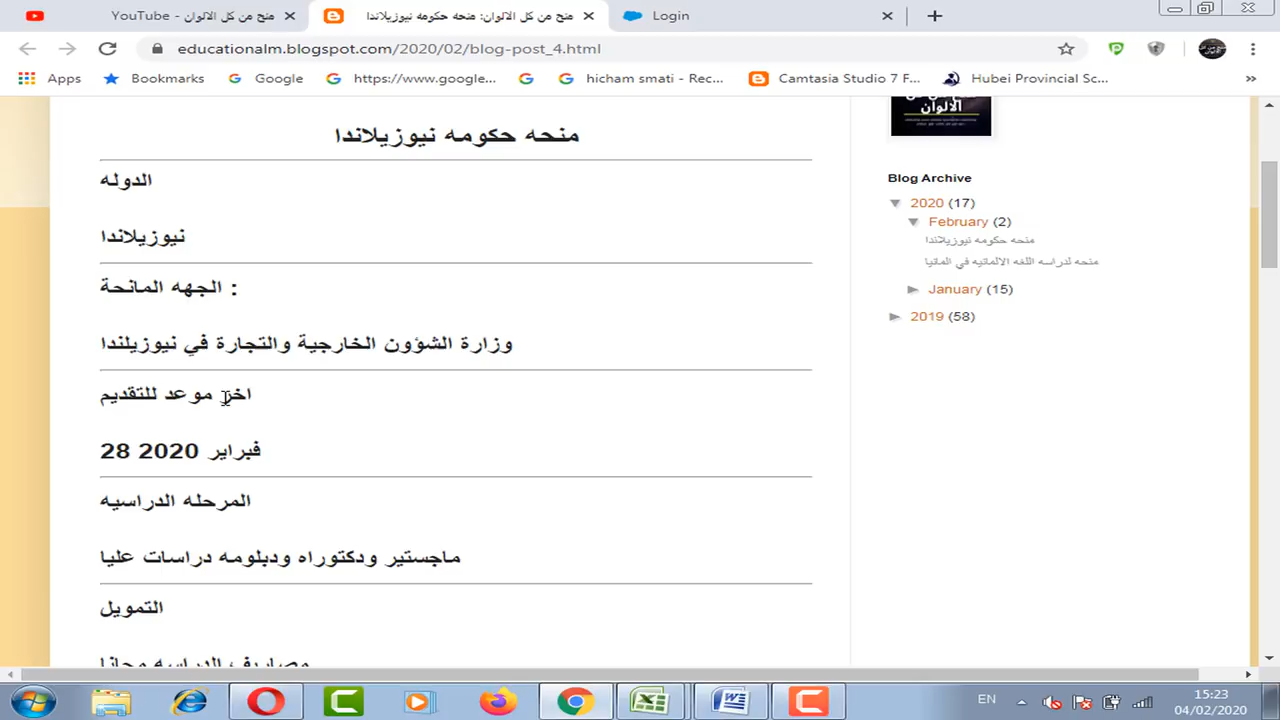 منح من كل الالوان - YouTube
منح من كل الالوان: منحه حكومه نيوزيلاندا
Login
educationalm.blogspot.com/2020/02/blog-post_4.html
Apps
Bookmarks
Google
https://www.google...
hicham smati - Rec...
Camtasia Studio 7 F...
Hubei Provincial Sc...
»
الالوان
منحه حكومه نيوزيلاندا
الدوله
نيوزيلاندا
الجهه المانحة :
وزارة الشؤون الخارجية والتجارة في نيوزيلندا
اخر موعد للتقديم
28 فبراير 2020
المرحله الدراسيه
ماجستير ودكتوراه ودبلومه دراسات عليا
التمويل
مصاريف الدراسه مجانا
Blog Archive
2020 (17)
February (2)
منحه حكومه نيوزيلاندا
منحه لدراسه اللغه الالمانيه في المانيا
January (15)
2019 (58)
EN
15:23
04/02/2020